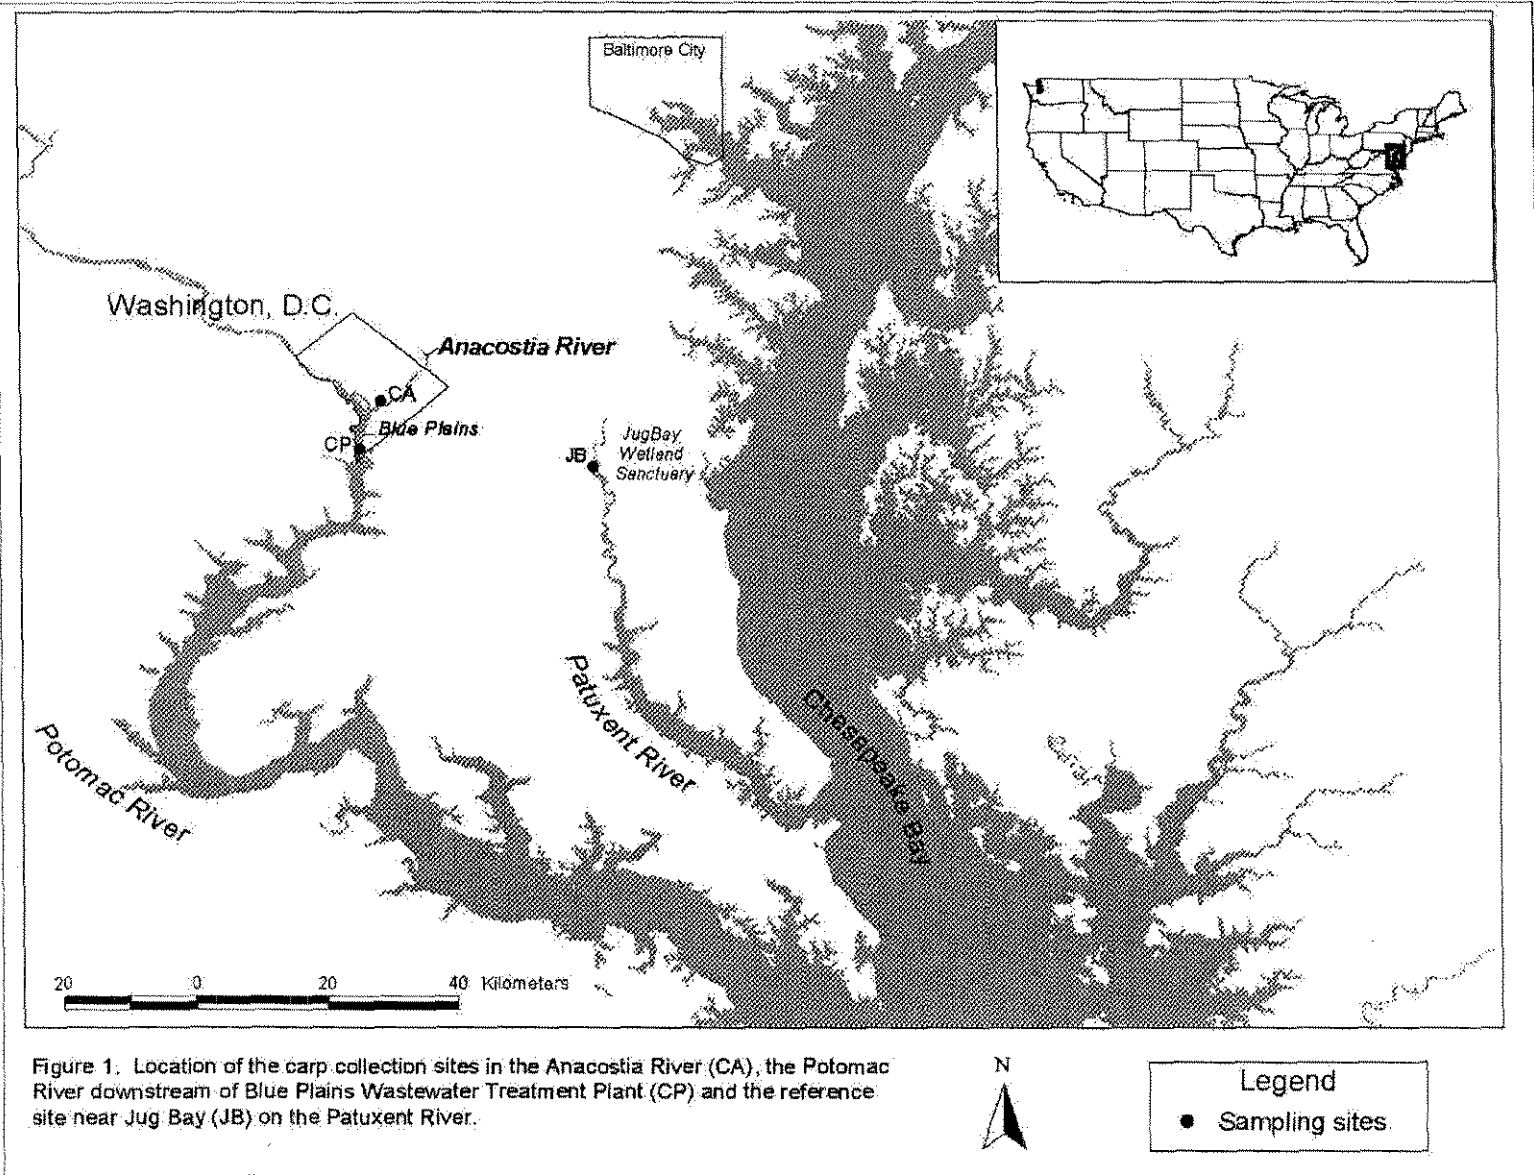 Baltimore City
Washington, D.C.
Anacostia River
CA
Blue Plains
CP
JB
JugBay
Wetland
Sanctuary
Patuxent River
Chesapeake Bay
Potomac River
20 0 20 40 Kilometers
Figure 1. Location of the carp collection sites in the Anacostia River (CA), the Potomac
River downstream of Blue Plains Wastewater Treatment Plant (CP) and the reference
site near Jug Bay (JB) on the Patuxent River.
N
Legend
Sampling sites